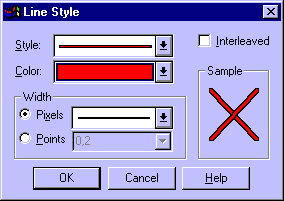 Line Style
Style:
Interleaved
Color:
Sample
Width
Pixels
Points 0,2
OK Cancel Help